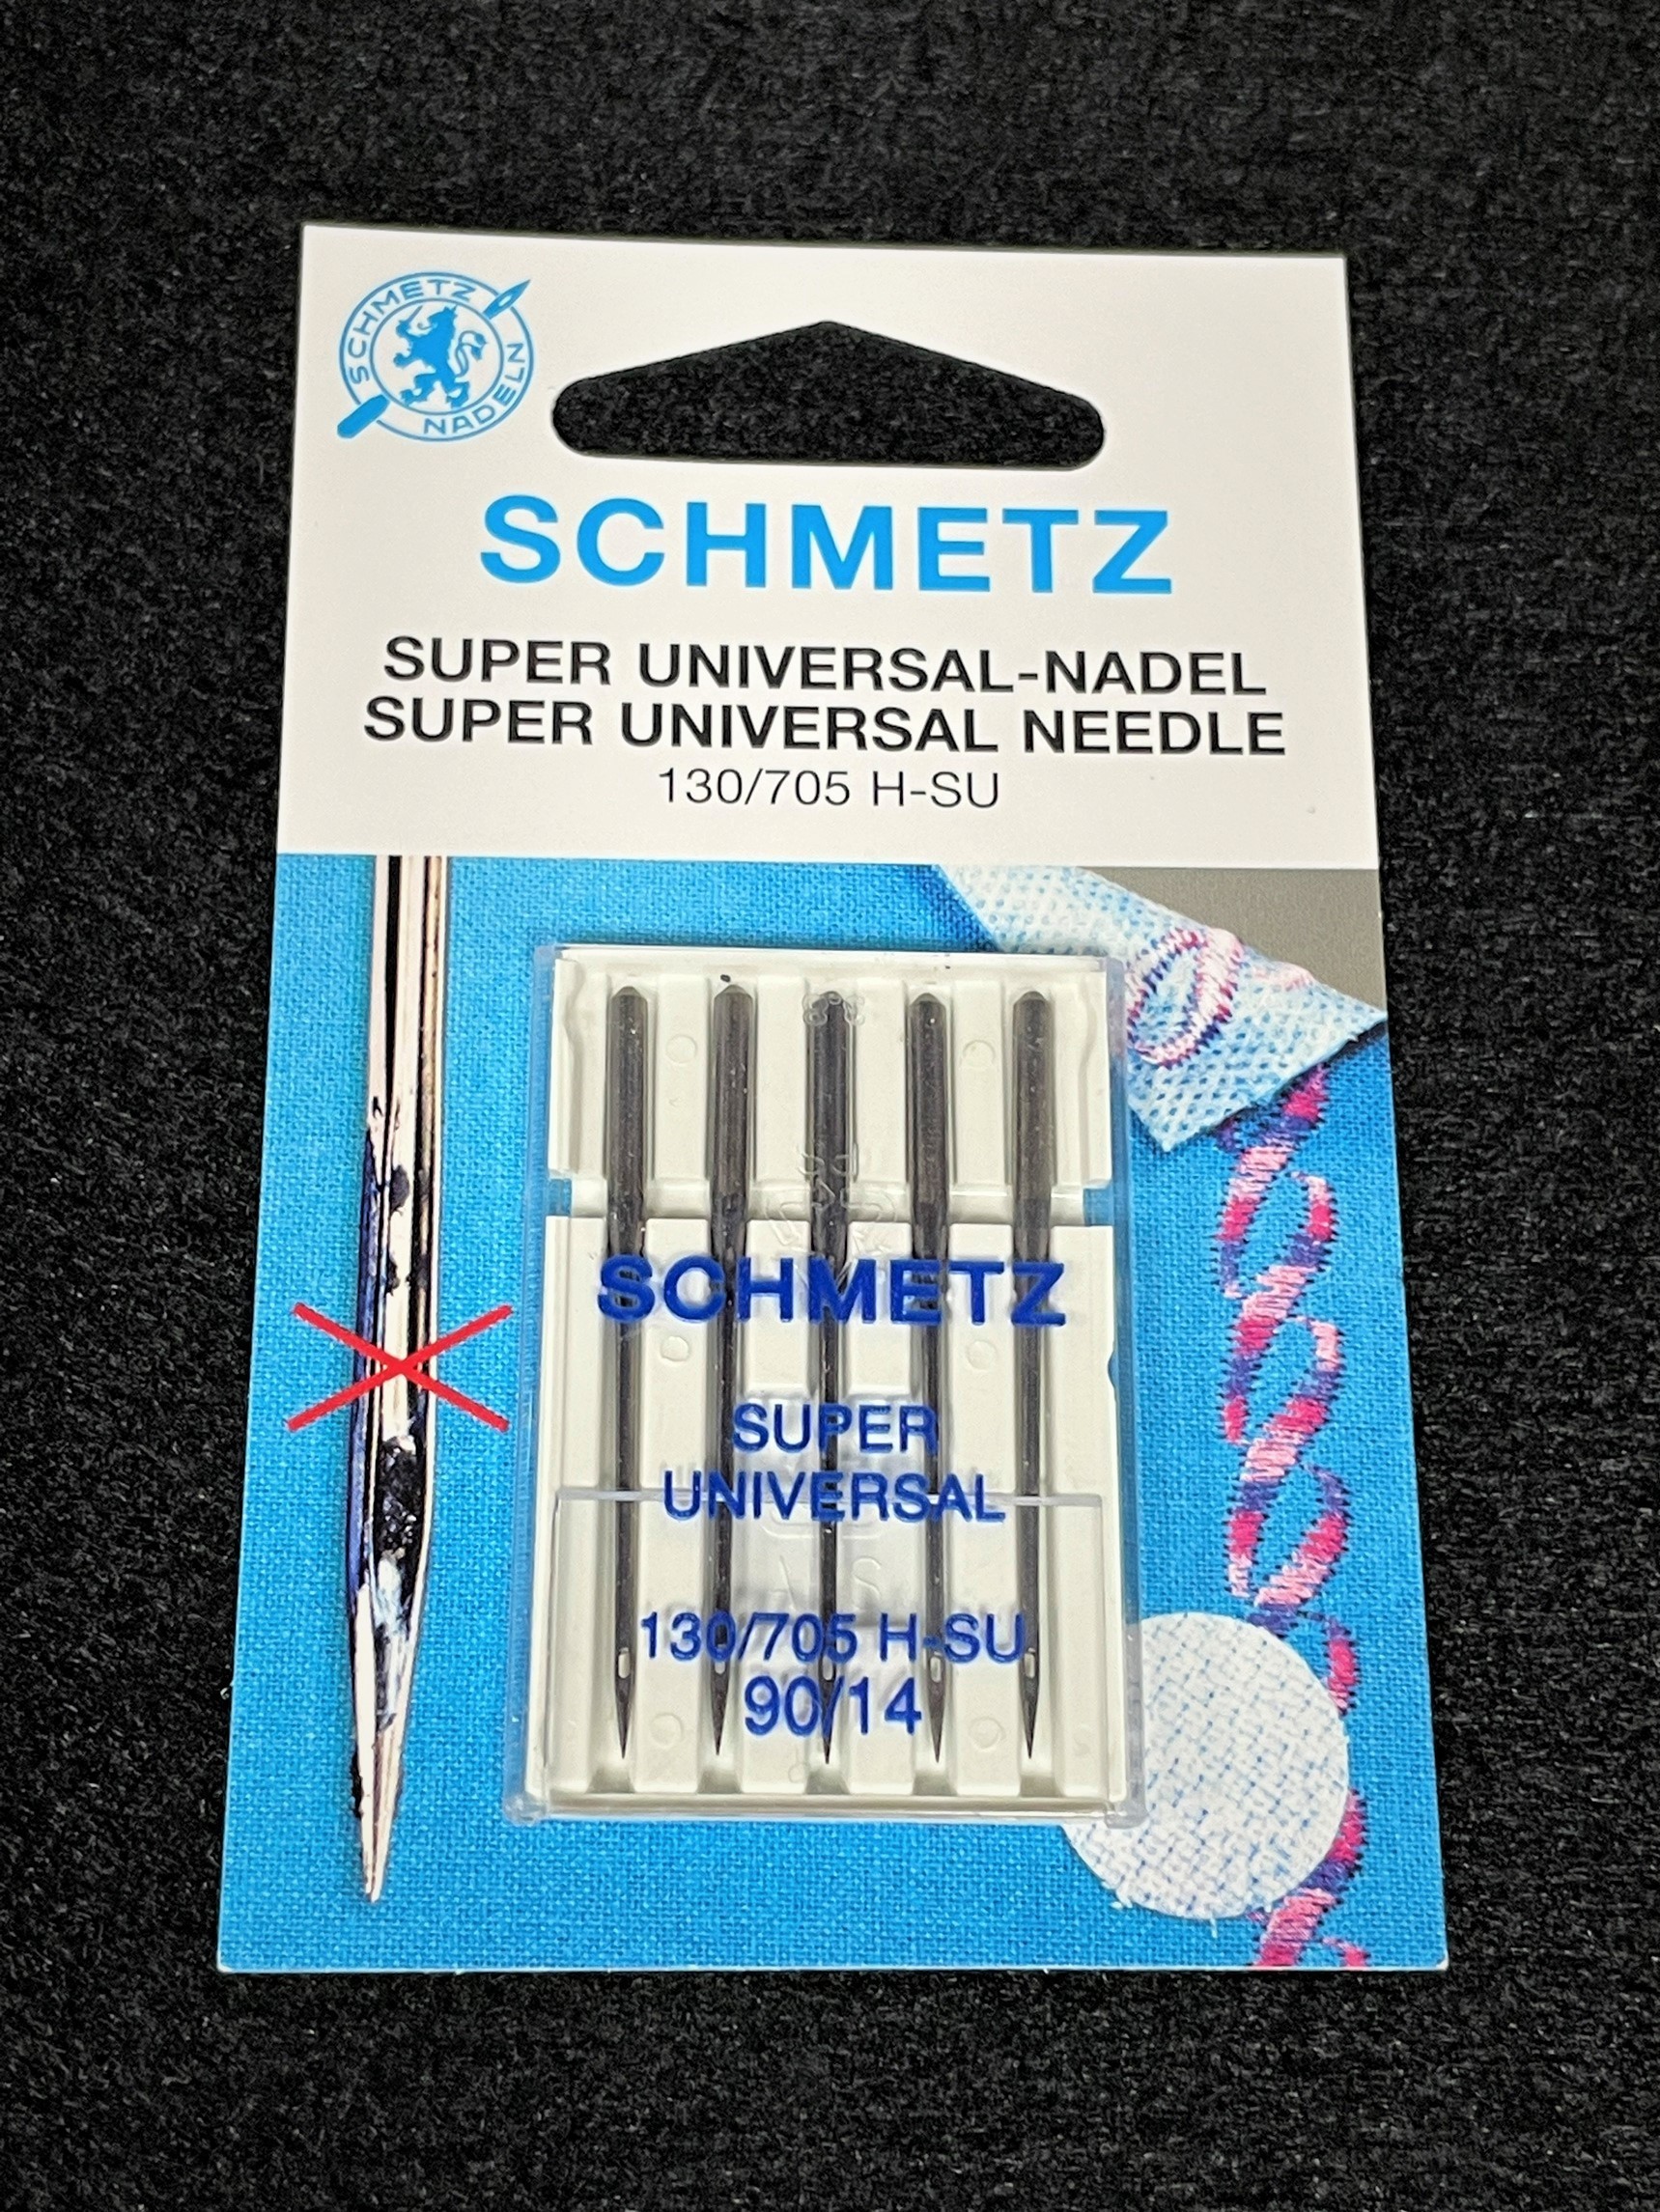 SCHMETZ
NADELN
SCHMETZ
SUPER UNIVERSAL-NADEL
SUPER UNIVERSAL NEEDLE
130/705 H-SU
SCHMETZ
SUPER
UNIVERSAL
130/705 H-SU
90/14